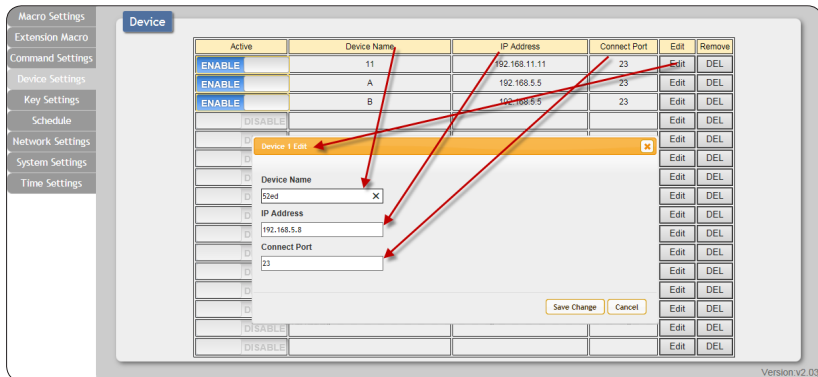 Macro Settings
Extension Macro
Command Settings
Device Settings
Key Settings
Schedule
Network Settings
System Settings
Time Settings
Device
Active Device Name IP Address Connect Port Edit Remove
ENABLE 11 192.168.11.11 23 Edit DEL
ENABLE A 192.168.5.5 23 Edit DEL
ENABLE B 192.168.5.5 23 Edit DEL
DISABLE Edit DEL
D Edit DEL
Device 1 Edit
D Edit DEL
D Edit DEL
Device Name
D Edit DEL
52ed
IP Address
D Edit DEL
192.168.5.8
D Edit DEL
Connect Port
D Edit DEL
23
D Edit DEL
D Edit DEL
Save Change Cancel
DISABLE Edit DEL
DISABLE Edit DEL
Version:v2.03